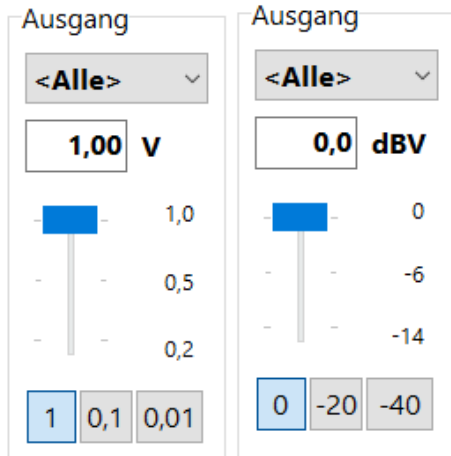 Ausgang
<Alle>
1,00 V
1,0
0,5
0,2
1 0,1 0,01
Ausgang
<Alle>
0,0 dBV
0
-6
-14
0 -20 -40